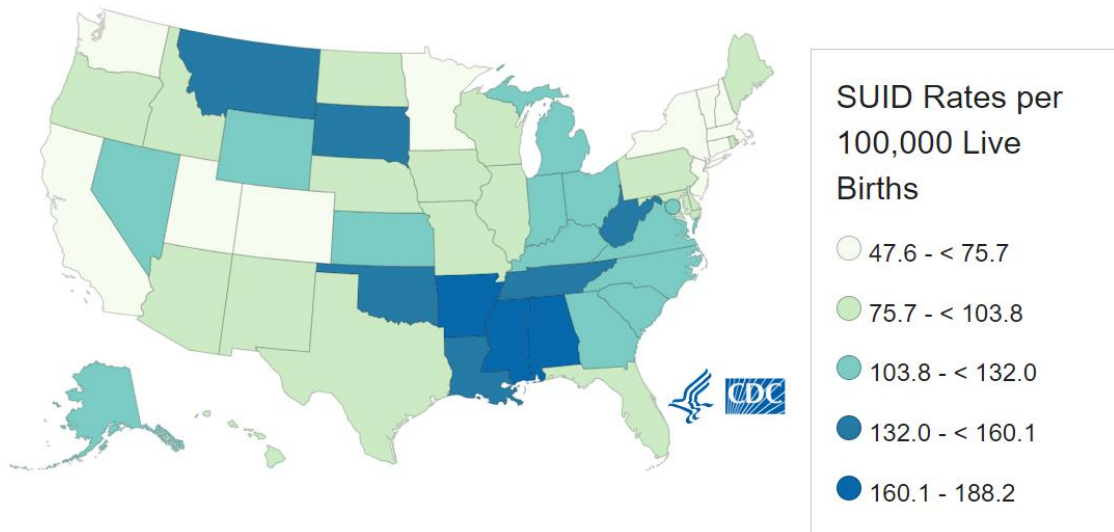 SUID Rates per
100,000 Live
Births
47.6 - < 75.7
75.7 - < 103.8
103.8 - < 132.0
132.0 - < 160.1
160.1 - 188.2
CDC